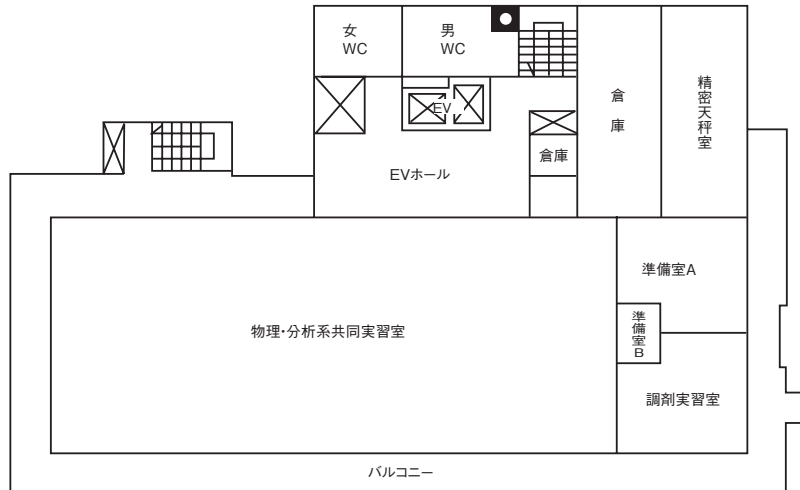 女
WC
男
WC
倉庫
精密天秤室
EV
倉庫
EVホール
準備室A
物理・分析系共同実習室
準備室B
調剤実習室
バルコニー